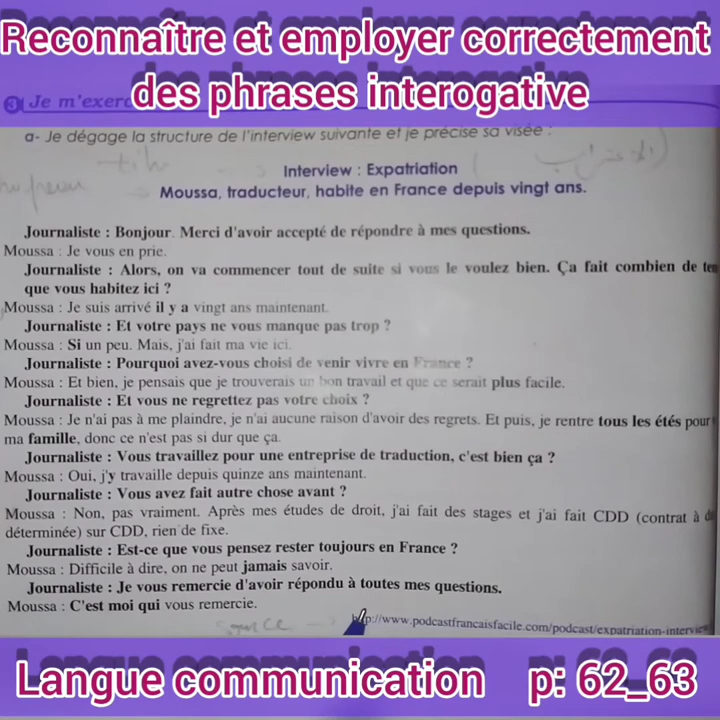 Reconnaître et employer correctement
des phrases interogative
3 Je m'exerc
a- Je dégage la structure de l'interview suivante et je précise sa visée :
Interview : Expatriation
Moussa, traducteur, habite en France depuis vingt ans.
Journaliste : Bonjour. Merci d'avoir accepté de répondre à mes questions.
Moussa : Je vous en prie.
Journaliste : Alors, on va commencer tout de suite si vous le voulez bien. Ça fait combien de tem
que vous habitez ici ?
Moussa : Je suis arrivé il y a vingt ans maintenant.
Journaliste : Et votre pays ne vous manque pas trop ?
Moussa : Si un peu. Mais, j'ai fait ma vie ici.
Journaliste : Pourquoi avez-vous choisi de venir vivre en France ?
Moussa : Et bien, je pensais que je trouverais un bon travail et que ce serait plus facile.
Journaliste : Et vous ne regrettez pas votre choix ?
Moussa : Je n'ai pas à me plaindre, je n'ai aucune raison d'avoir des regrets. Et puis, je rentre tous les étés pour
ma famille, donc ce n'est pas si dur que ça.
Journaliste : Vous travaillez pour une entreprise de traduction, c'est bien ça ?
Moussa : Oui, j'y travaille depuis quinze ans maintenant.
Journaliste : Vous avez fait autre chose avant ?
Moussa : Non, pas vraiment. Après mes études de droit, j'ai fait des stages et j'ai fait CDD (contrat à du
déterminée) sur CDD, rien de fixe.
Journaliste : Est-ce que vous pensez rester toujours en France ?
Moussa : Difficile à dire, on ne peut jamais savoir.
Journaliste : Je vous remercie d'avoir répondu à toutes mes questions.
Moussa : C'est moi qui vous remercie.
http://www.podcastfrancaisfacile.com/podcast/expatriation-interview
Langue communication p: 62_63